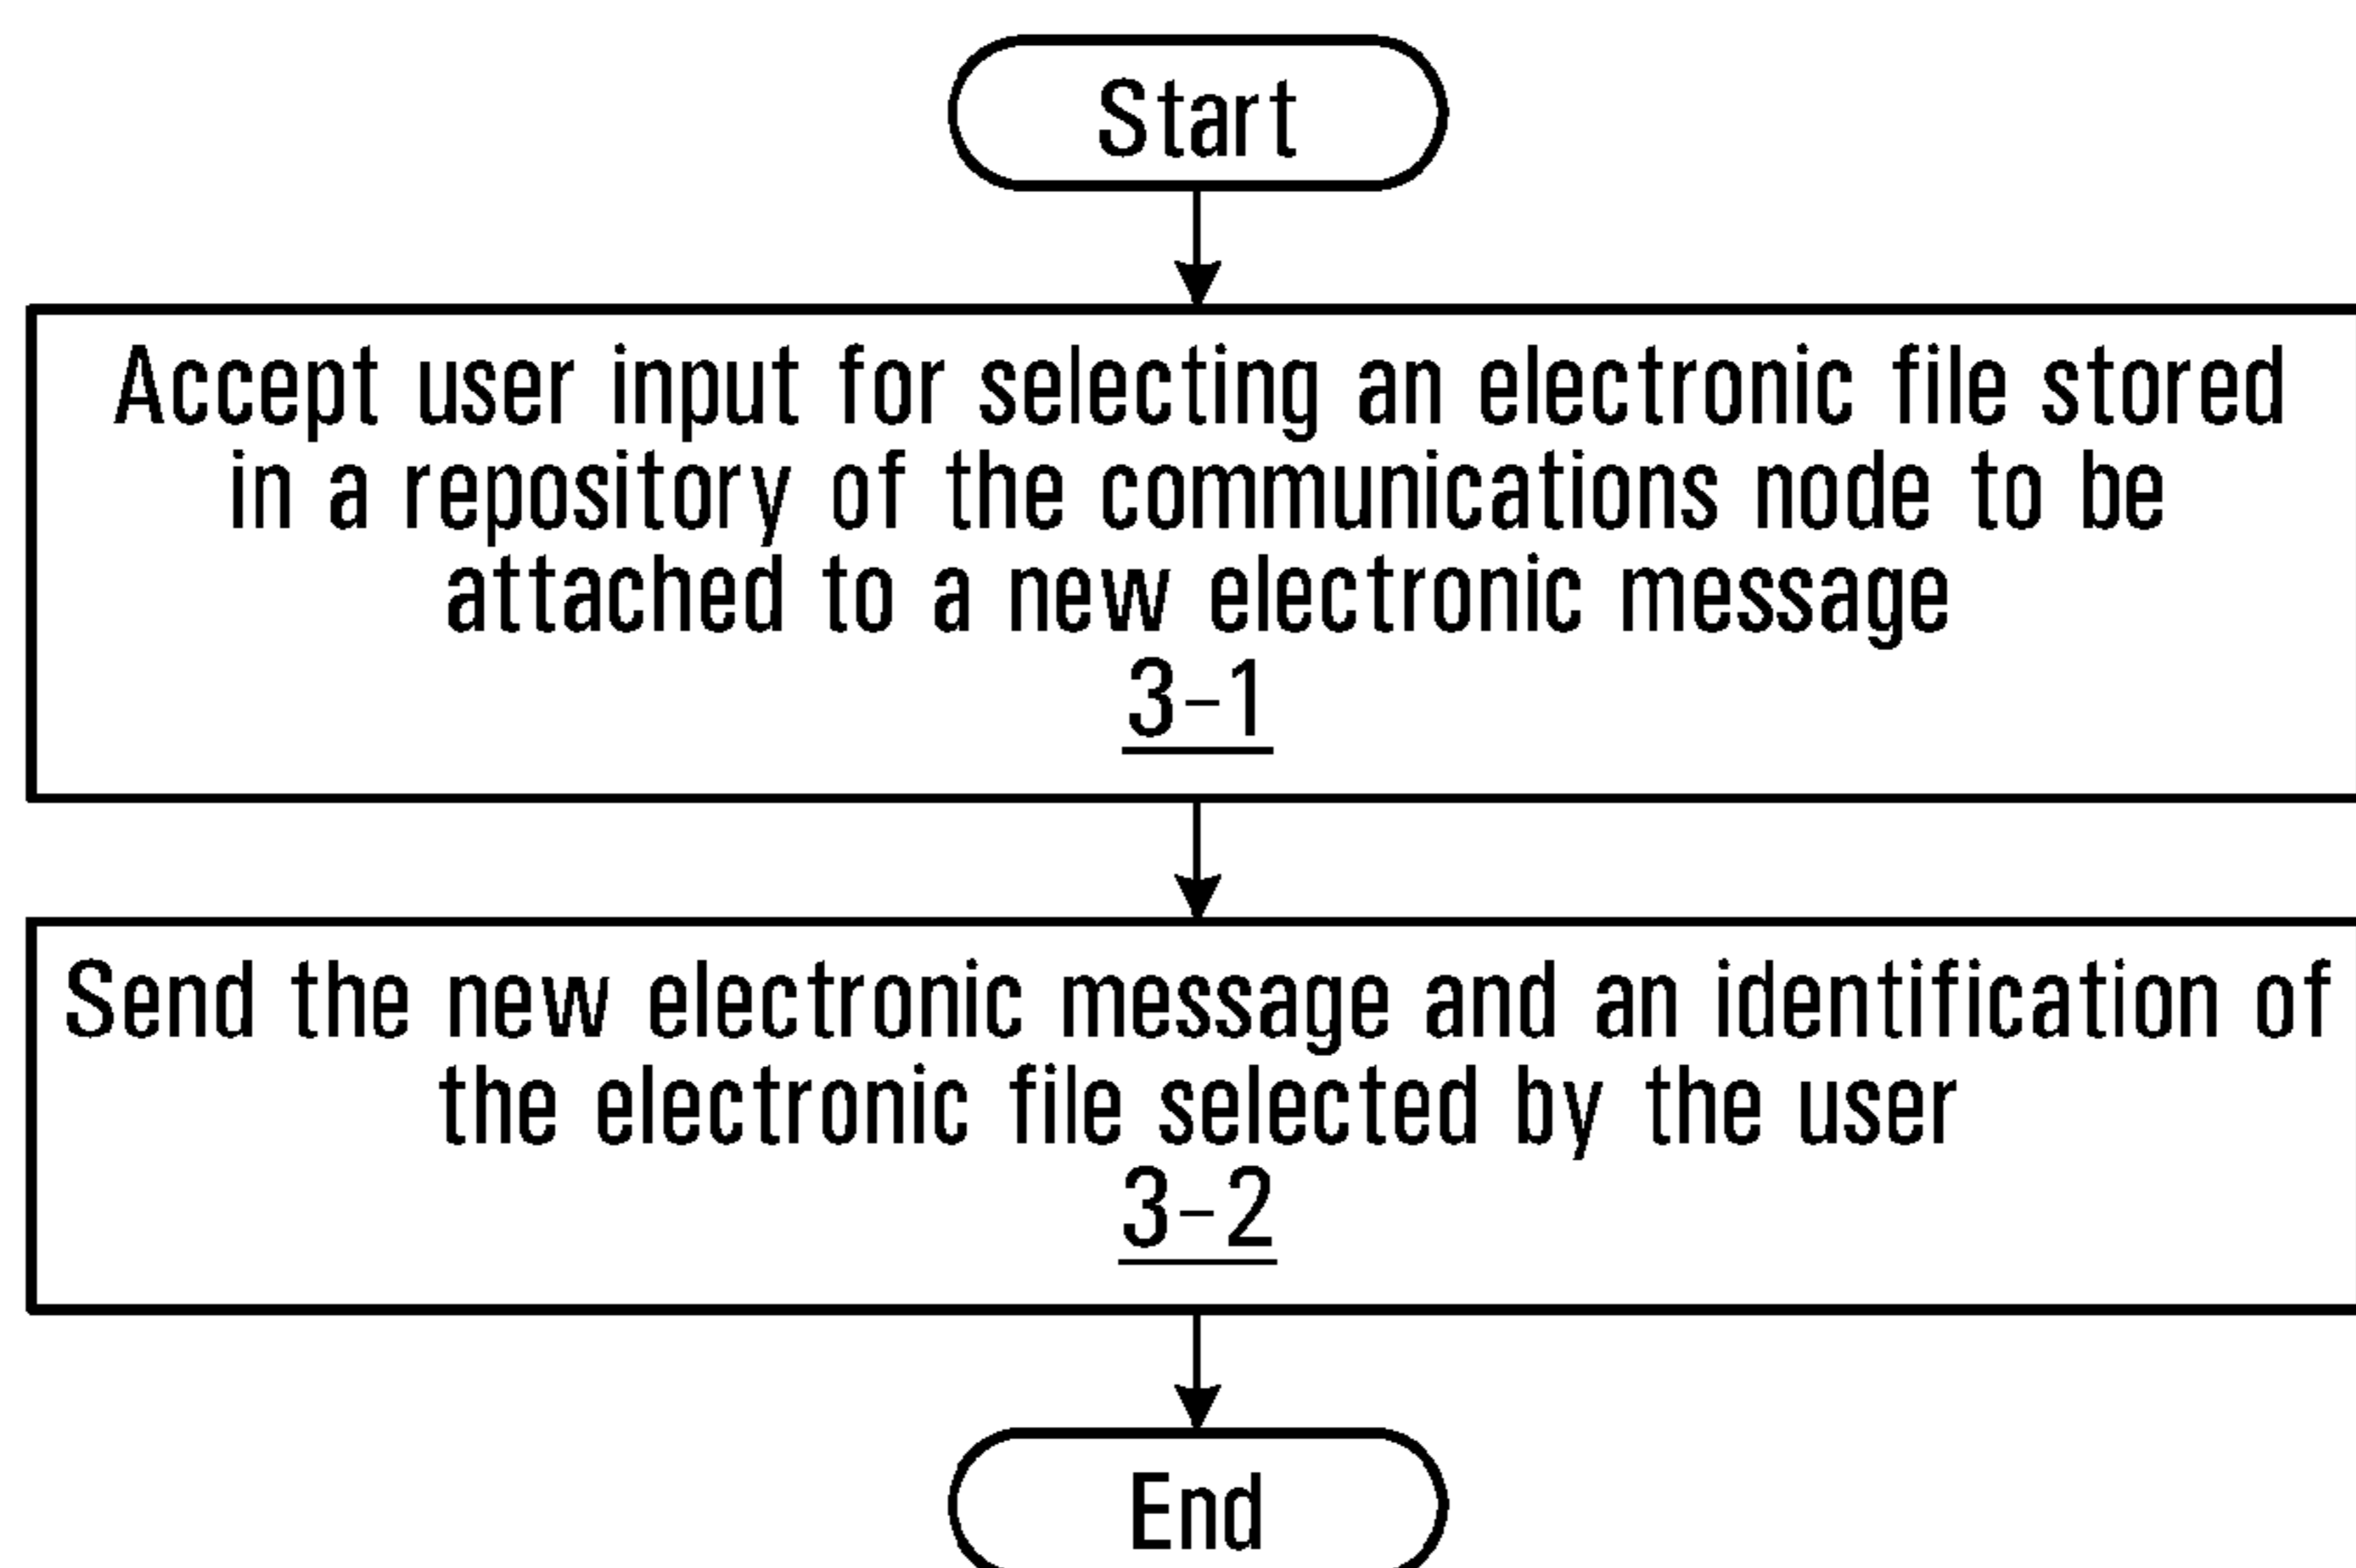 Start
Accept user input for selecting an electronic file stored
in a repository of the communications node to be
attached to a new electronic message
3-1
Send the new electronic message and an identification of
the electronic file selected by the user
3-2
End